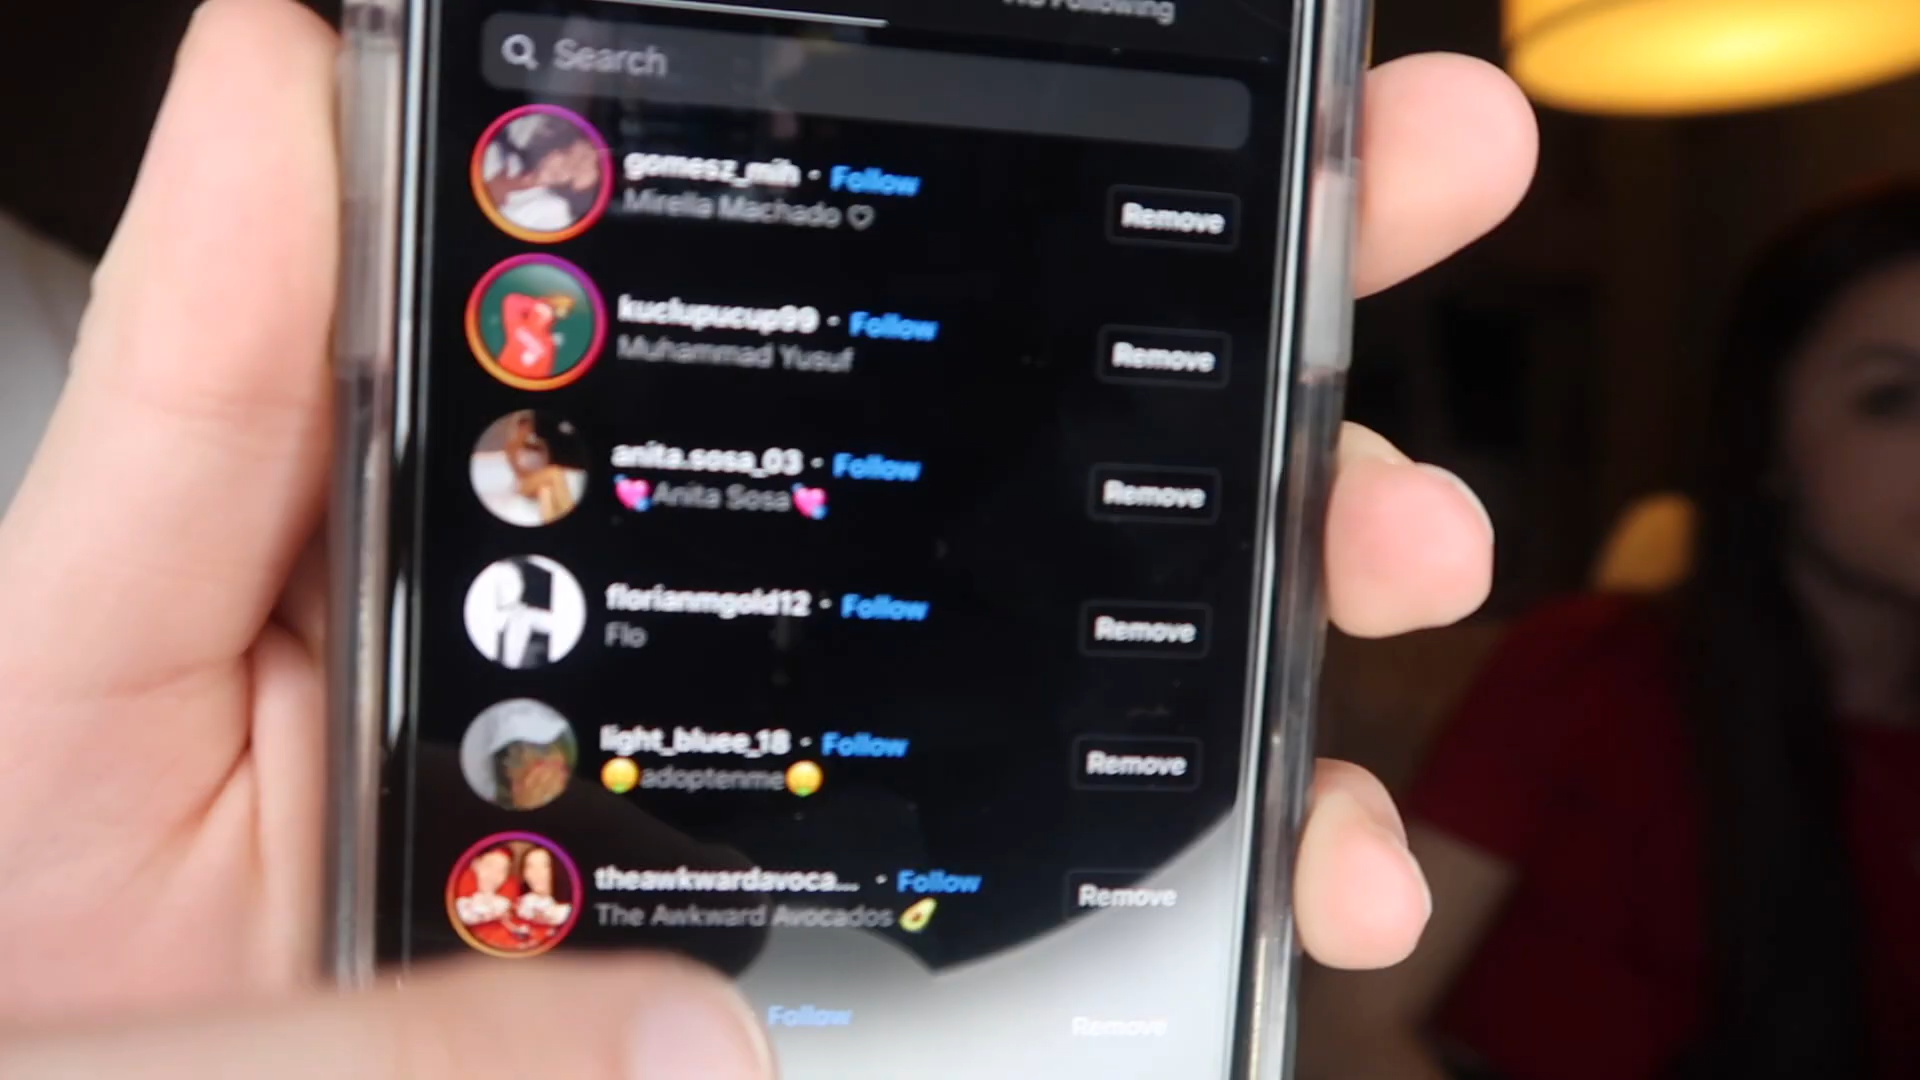 Following
Search
gomesz_mih · Follow
Mirella Machado ♡
Remove
kuclupucup99 · Follow
Muhammad Yusuf
Remove
anita.sosa_03 · Follow
💘Anita Sosa💘
Remove
florianmgold12 · Follow
Flo
Remove
light_bluee_18 · Follow
🤑adoptenme🤑
Remove
theawkwardavoca... · Follow
The Awkward Avocados 🥑
Remove
Follow
Remove